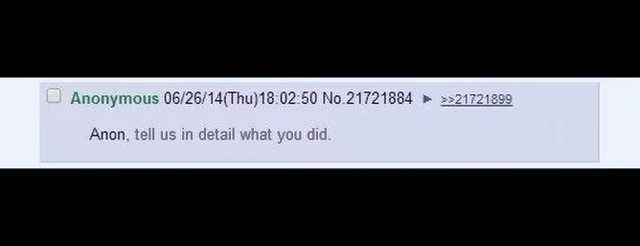 Anonymous 06/26/14(Thu)18:02:50 No.21721884 ▶ >>21721899
Anon, tell us in detail what you did.